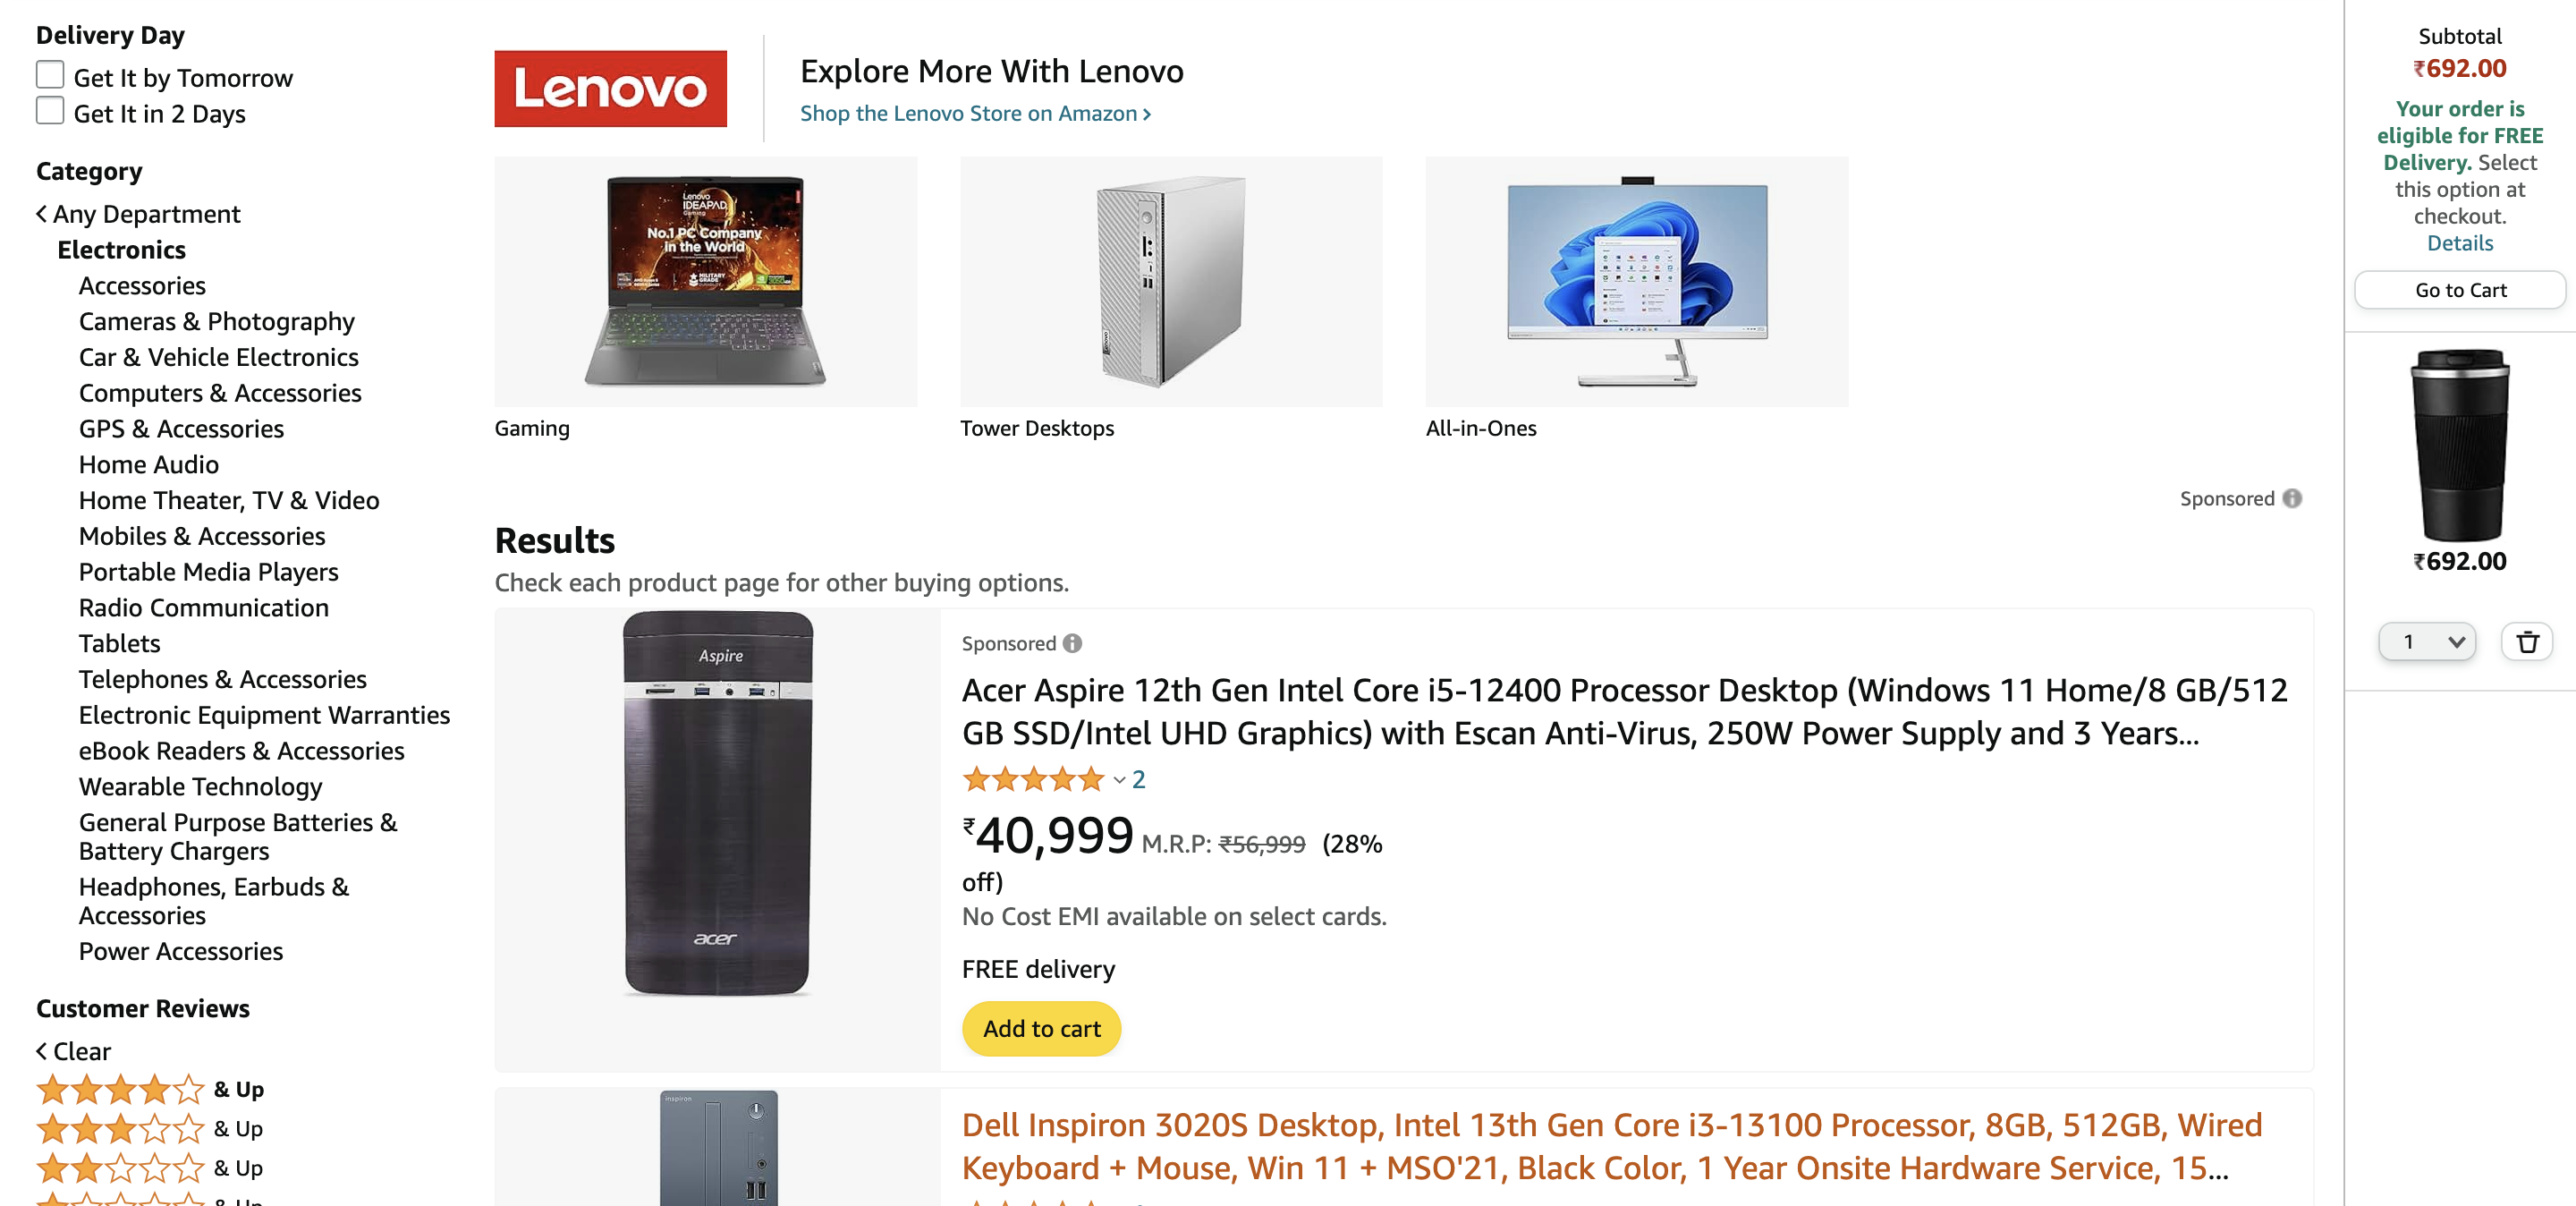 Delivery Day
Get It by Tomorrow
Get It in 2 Days
Category
Any Department
Electronics
Accessories
Cameras & Photography
Car & Vehicle Electronics
Computers & Accessories
GPS & Accessories
Home Audio
Home Theater, TV & Video
Mobiles & Accessories
Portable Media Players
Radio Communication
Tablets
Telephones & Accessories
Electronic Equipment Warranties
eBook Readers & Accessories
Wearable Technology
General Purpose Batteries &
Battery Chargers
Headphones, Earbuds &
Accessories
Power Accessories
Customer Reviews
Clear
& Up
& Up
& Up
& Up
Lenovo
Explore More With Lenovo
Shop the Lenovo Store on Amazon ›
Lenovo
IDEAPAD
Gaming
No.1 PC Company
in the World
Gaming
Lenovo
Tower Desktops
All-in-Ones
Sponsored
Results
Check each product page for other buying options.
Aspire
acer
Sponsored
Acer Aspire 12th Gen Intel Core i5-12400 Processor Desktop (Windows 11 Home/8 GB/512
GB SSD/Intel UHD Graphics) with Escan Anti-Virus, 250W Power Supply and 3 Years...
2
₹40,999 M.R.P: ₹56,999 (28%
off)
No Cost EMI available on select cards.
FREE delivery
Add to cart
inspiron
Dell Inspiron 3020S Desktop, Intel 13th Gen Core i3-13100 Processor, 8GB, 512GB, Wired
Keyboard + Mouse, Win 11 + MSO'21, Black Color, 1 Year Onsite Hardware Service, 15...
Subtotal
₹692.00
Your order is
eligible for FREE
Delivery. Select
this option at
checkout.
Details
Go to Cart
₹692.00
1